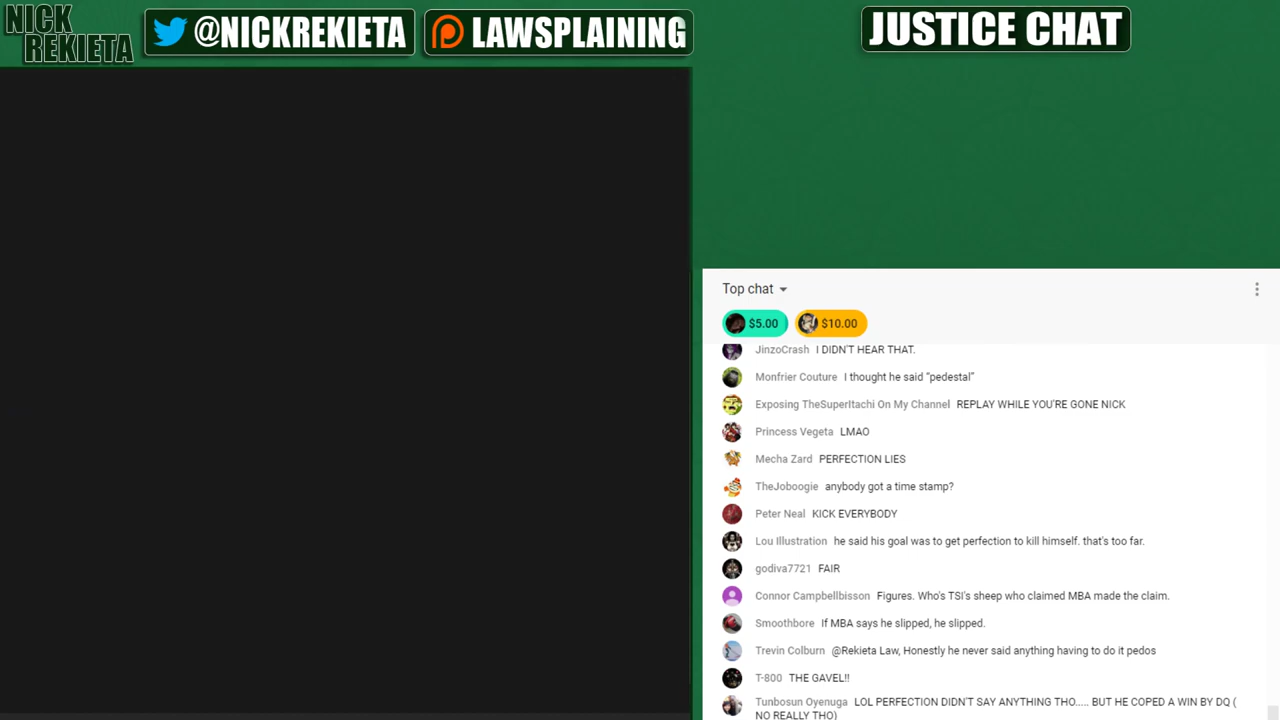 NICK
REKIETA
@NICKREKIETA
LAWSPLAINING
JUSTICE CHAT
Top chat
$5.00 $10.00
JinzoCrash I DIDN'T HEAR THAT.
Monfrier Couture I thought he said “pedestal”
Exposing TheSuperItachi On My Channel REPLAY WHILE YOU'RE GONE NICK
Princess Vegeta LMAO
Mecha Zard PERFECTION LIES
TheJoboogie anybody got a time stamp?
Peter Neal KICK EVERYBODY
Lou Illustration he said his goal was to get perfection to kill himself. that's too far.
godiva7721 FAIR
Connor Campbellbisson Figures. Who's TSI's sheep who claimed MBA made the claim.
Smoothbore If MBA says he slipped, he slipped.
Trevin Colburn @Rekieta Law, Honestly he never said anything having to do it pedos
T-800 THE GAVEL!!
Tunbosun Oyenuga LOL PERFECTION DIDN'T SAY ANYTHING THO..... BUT HE COPED A WIN BY DQ (
NO REALLY THO)